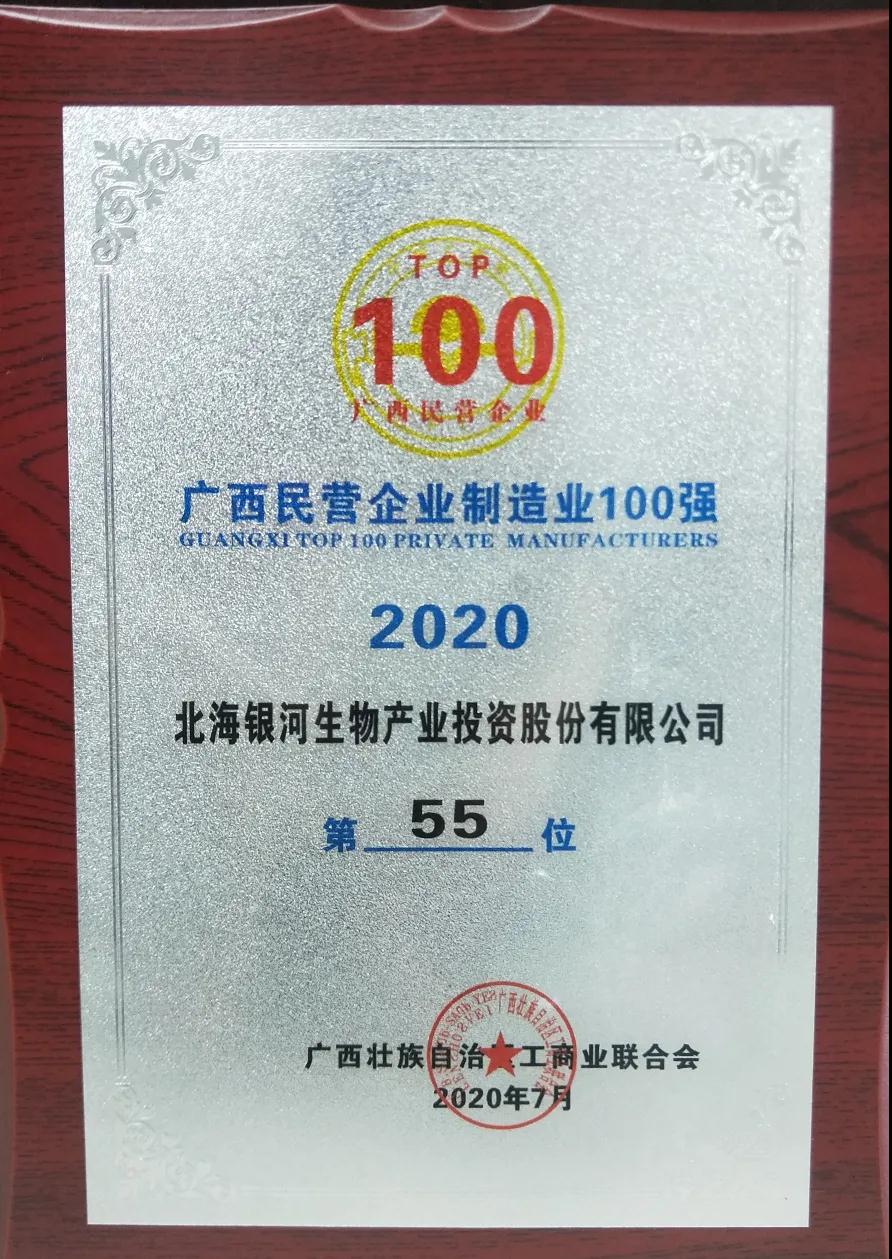 TOP
100
广西民营企业
广西民营企业制造业100强
GUANGXI TOP 100 PRIVATE MANUFACTURERS
2020
北海银河生物产业投资股份有限公司
第 55 位
广西壮族自治区工商业联合会
2020年7月